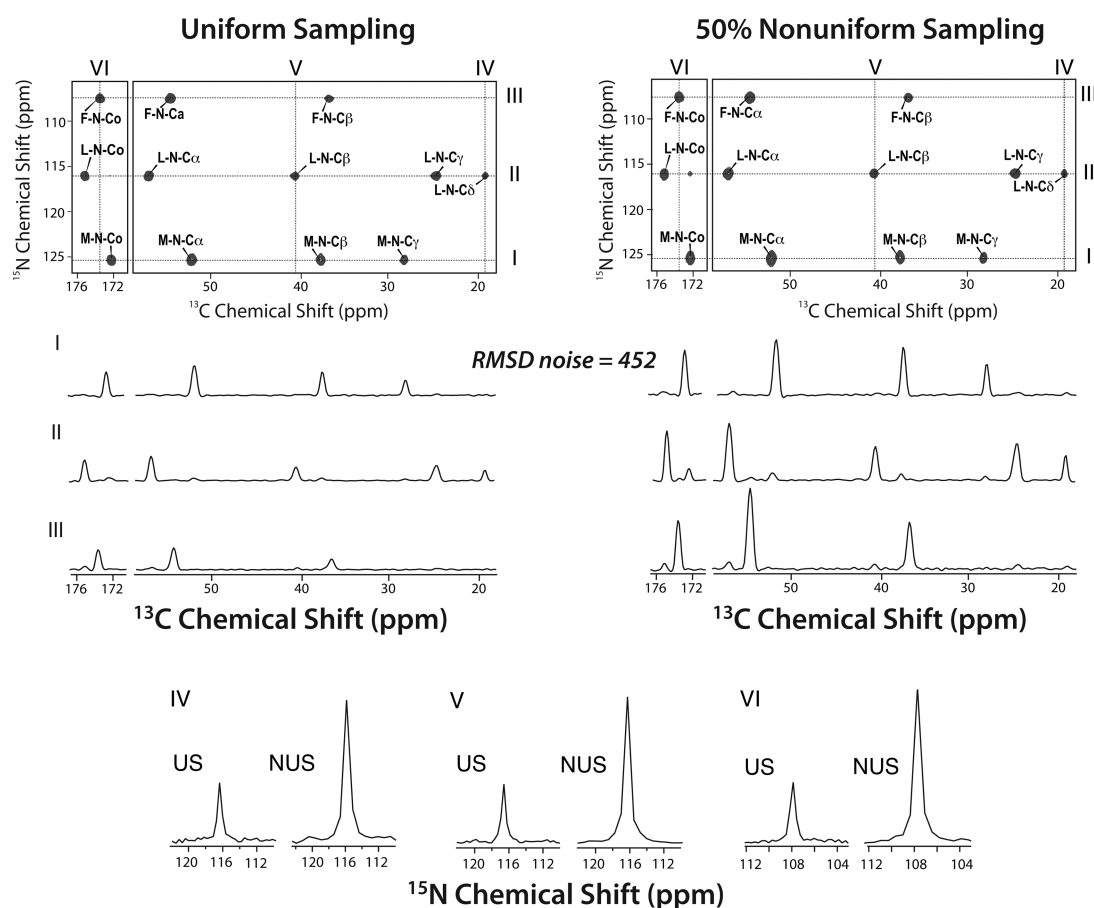 Uniform Sampling
50% Nonuniform Sampling
VI V IV
VI V IV
¹⁵N Chemical Shift (ppm)
110
115
120
125
F-N-Co
F-N-Ca
F-N-Cβ
III
L-N-Co
L-N-Cα
L-N-Cβ
L-N-Cγ
L-N-Cδ
II
M-N-Co
M-N-Cα
M-N-Cβ
M-N-Cγ
I
176 172 50 40 30 20
¹³C Chemical Shift (ppm)
¹⁵N Chemical Shift (ppm)
110
115
120
125
F-N-Co
F-N-Cα
F-N-Cβ
III
L-N-Co
L-N-Cα
L-N-Cβ
L-N-Cγ
L-N-Cδ
II
M-N-Co
M-N-Cα
M-N-Cβ
M-N-Cγ
I
176 172 50 40 30 20
¹³C Chemical Shift (ppm)
I
RMSD noise = 452
II
III
176 172 50 40 30 20
¹³C Chemical Shift (ppm)
176 172 50 40 30 20
¹³C Chemical Shift (ppm)
IV
US NUS
120 116 112 120 116 112
V
US NUS
120 116 112 120 116 112
VI
US NUS
112 108 104 112 108 104
¹⁵N Chemical Shift (ppm)